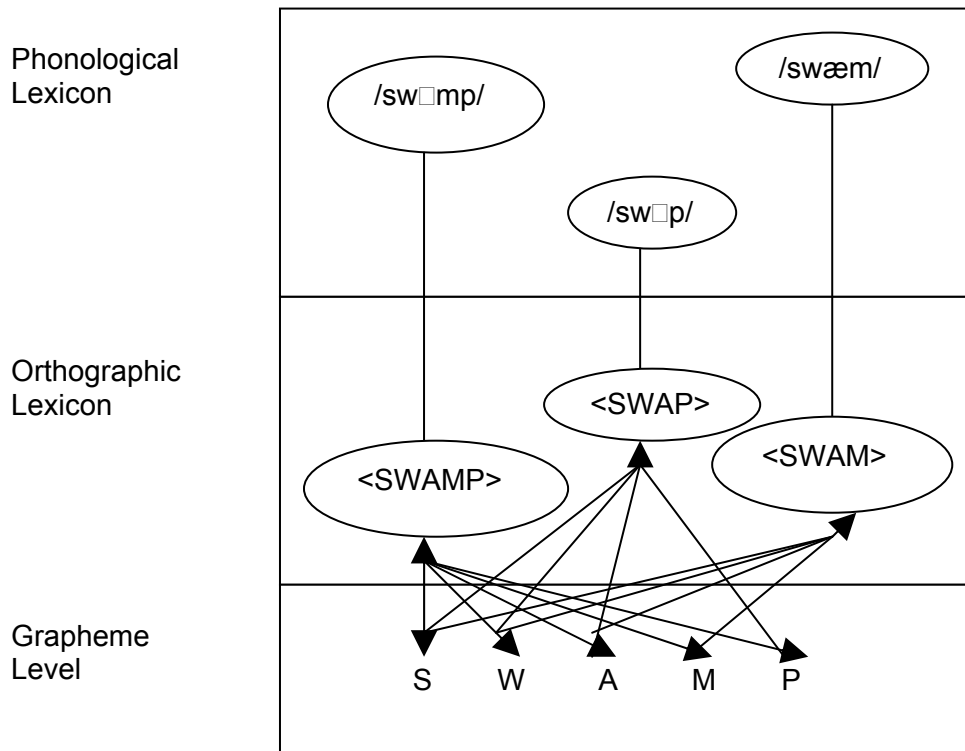 Phonological
Lexicon
/sw□mp/
/swæm/
/sw□p/
Orthographic
Lexicon
<SWAP>
<SWAMP>
<SWAM>
Grapheme
Level
S W A M P